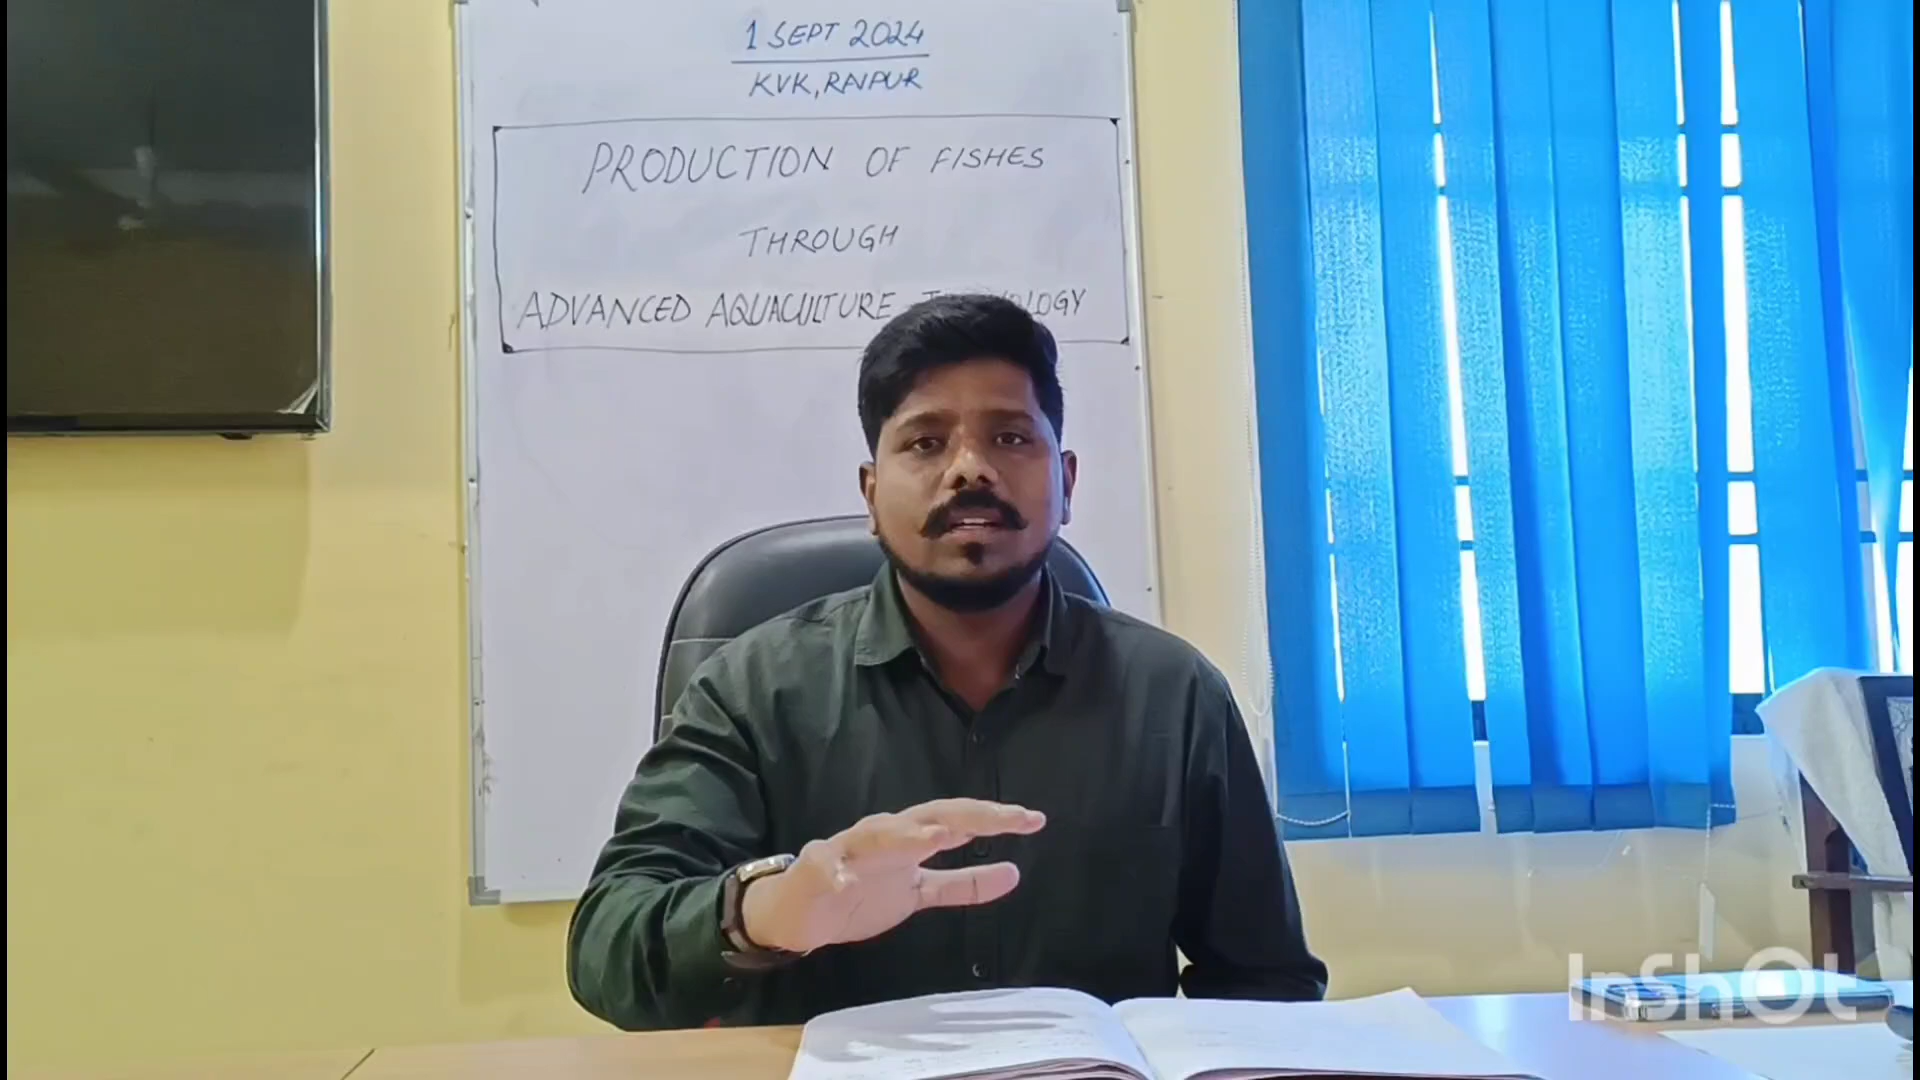 1 SEPT 2024
KVK, RAIPUR
PRODUCTION OF FISHES
THROUGH
ADVANCED AQUACULTURE
InShOt